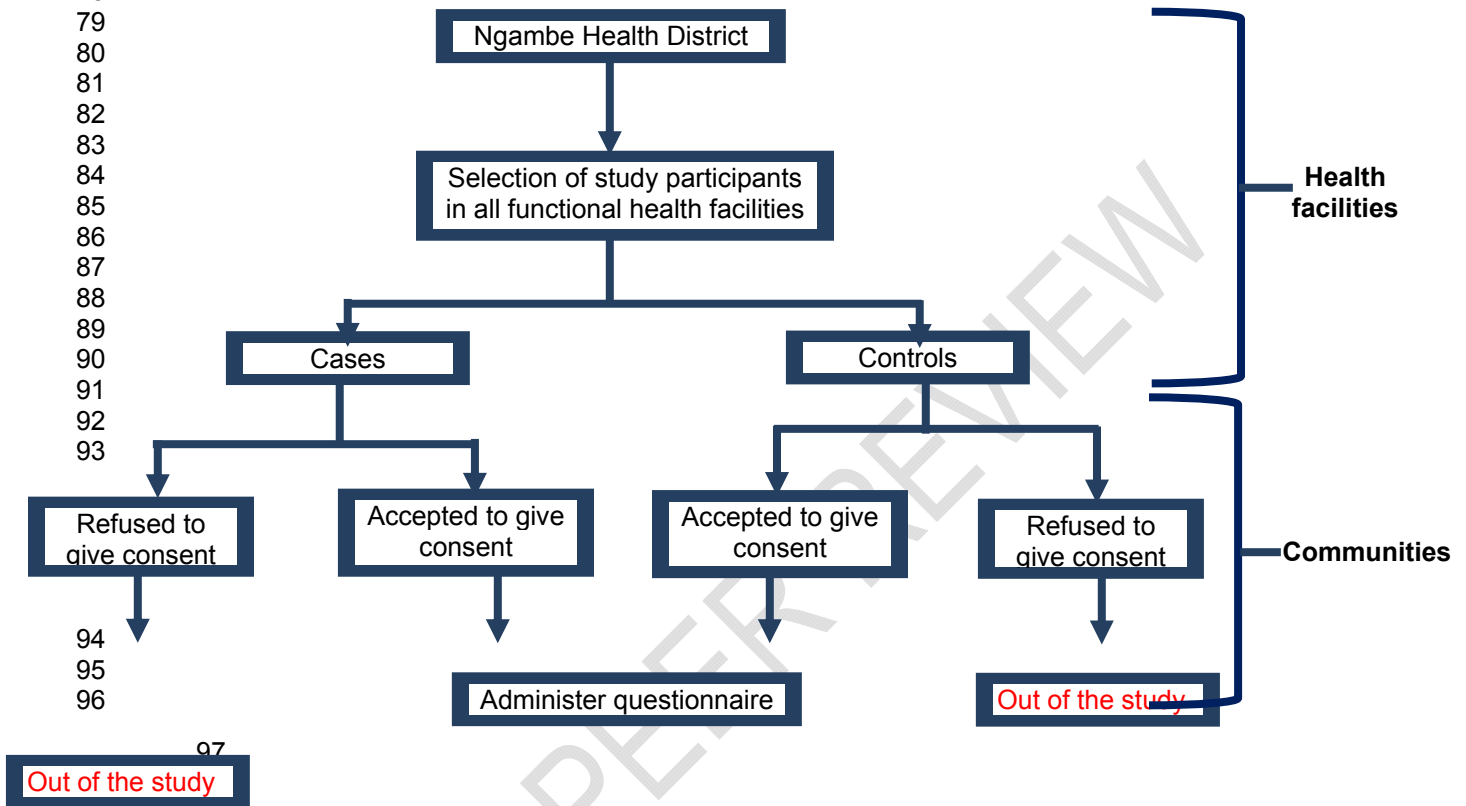 79
Ngambe Health District
80
81
82
83
84
Selection of study participants
in all functional health facilities
85
Health
facilities
86
87
88
89
90
Cases
Controls
91
92
93
Refused to
give consent
Accepted to give
consent
Accepted to give
consent
Refused to
give consent
Communities
94
95
96
Administer questionnaire
Out of the study
97
Out of the study
PEER REVIEW